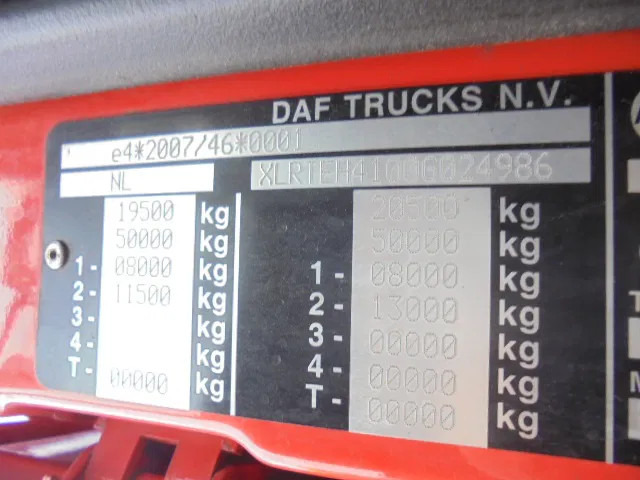 DAF TRUCKS N.V.
e4*2007/46*0001
NL
19500 kg 20500 kg
50000 kg 50000 kg
1- 08000 kg 1- 08000 kg
2- 11500 kg 2- 13000 kg
3- kg 3- 00000 kg
4- kg 4- 00000 kg
T- 00000 kg T- 00000 kg